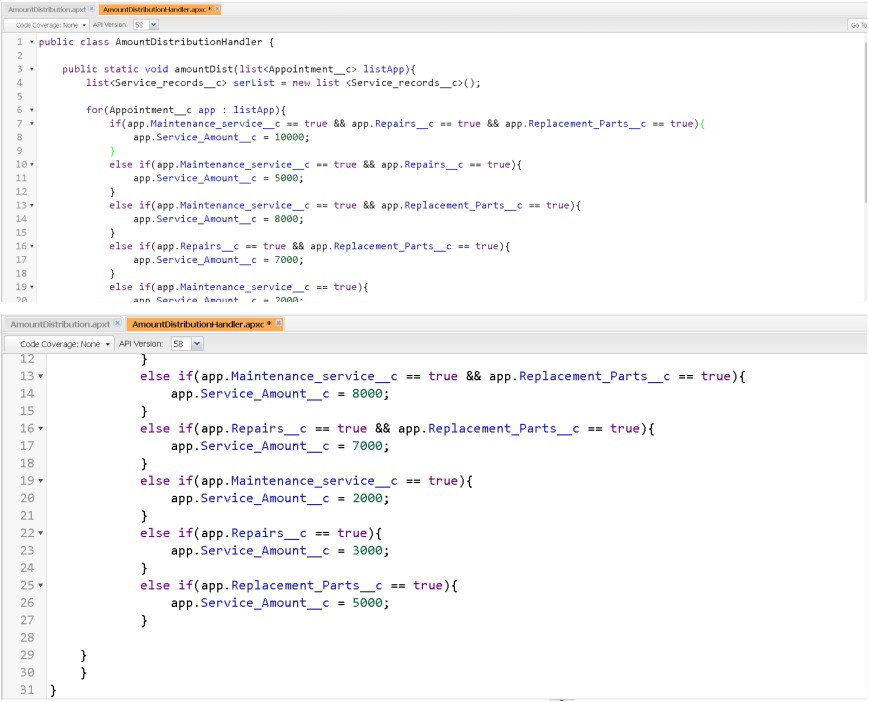 AmountDistribution.apxt AmountDistributionHandler.apxc *
Code Coverage: None API Version: 58 Go To
1 public class AmountDistributionHandler {
2
3 public static void amountDist(list<Appointment__c> listApp){
4 list<Service_records__c> serList = new list <Service_records__c>();
5
6 for(Appointment__c app : listApp){
7 if(app.Maintenance_service__c == true && app.Repairs__c == true && app.Replacement_Parts__c == true){
8 app.Service_Amount__c = 10000;
9 }
10 else if(app.Maintenance_service__c == true && app.Repairs__c == true){
11 app.Service_Amount__c = 5000;
12 }
13 else if(app.Maintenance_service__c == true && app.Replacement_Parts__c == true){
14 app.Service_Amount__c = 8000;
15 }
16 else if(app.Repairs__c == true && app.Replacement_Parts__c == true){
17 app.Service_Amount__c = 7000;
18 }
19 else if(app.Maintenance_service__c == true){
20 app.Service_Amount__c = 2000;
AmountDistribution.apxt AmountDistributionHandler.apxc *
Code Coverage: None API Version: 58
12 }
13 else if(app.Maintenance_service__c == true && app.Replacement_Parts__c == true){
14 app.Service_Amount__c = 8000;
15 }
16 else if(app.Repairs__c == true && app.Replacement_Parts__c == true){
17 app.Service_Amount__c = 7000;
18 }
19 else if(app.Maintenance_service__c == true){
20 app.Service_Amount__c = 2000;
21 }
22 else if(app.Repairs__c == true){
23 app.Service_Amount__c = 3000;
24 }
25 else if(app.Replacement_Parts__c == true){
26 app.Service_Amount__c = 5000;
27 }
28
29 }
30 }
31 }